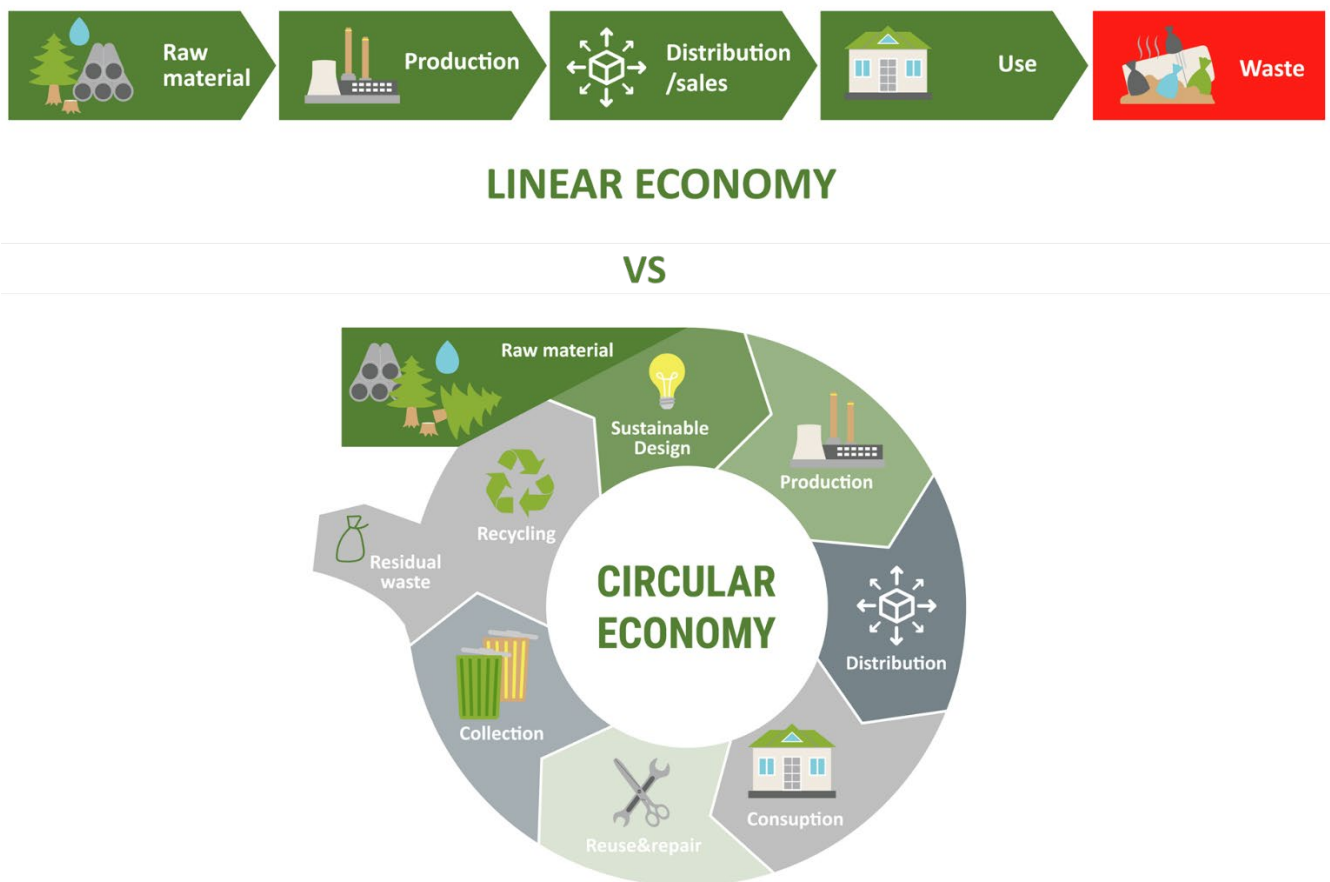 Raw
material
Production
Distribution
/sales
Use
Waste
LINEAR ECONOMY
VS
Raw material
Sustainable
Design
Production
Recycling
Residual
waste
CIRCULAR
ECONOMY
Distribution
Collection
Consuption
Reuse&repair